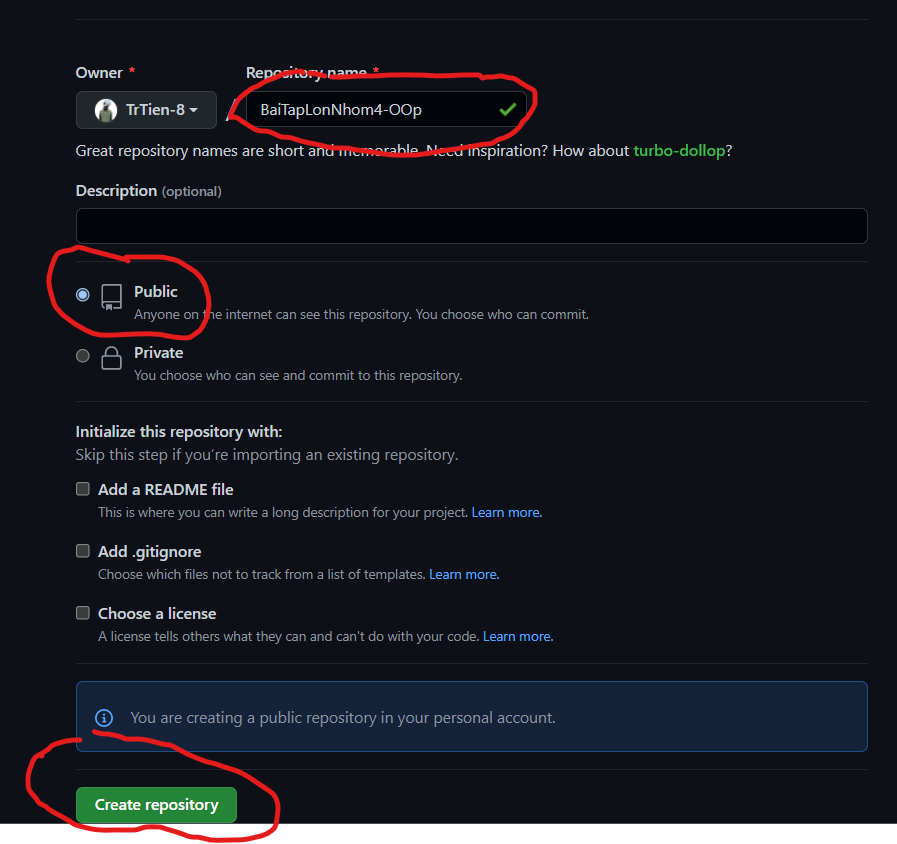 Owner * Repository name *
TrTien-8 / BaiTapLonNhom4-OOp
Great repository names are short and memorable. Need inspiration? How about turbo-dollop?
Description (optional)
Public
Anyone on the internet can see this repository. You choose who can commit.
Private
You choose who can see and commit to this repository.
Initialize this repository with:
Skip this step if you're importing an existing repository.
Add a README file
This is where you can write a long description for your project. Learn more.
Add .gitignore
Choose which files not to track from a list of templates. Learn more.
Choose a license
A license tells others what they can and can't do with your code. Learn more.
You are creating a public repository in your personal account.
Create repository